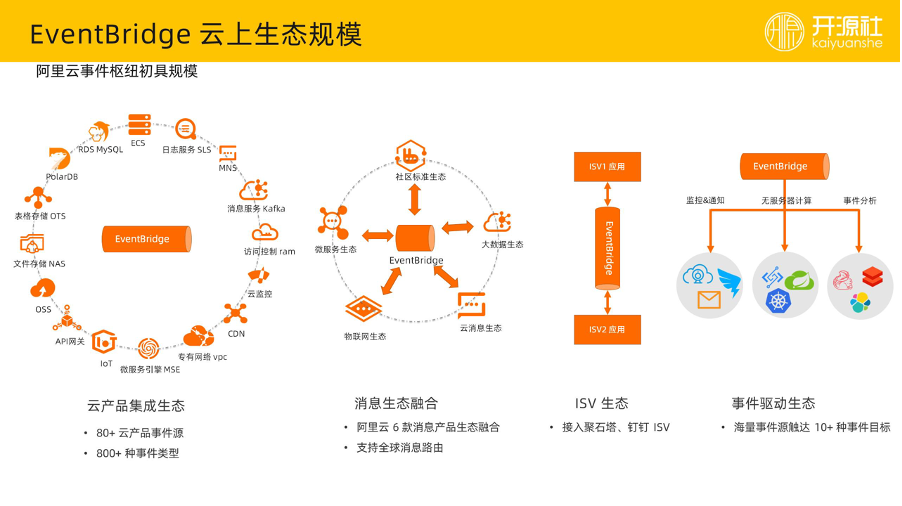 EventBridge 云上生态规模
开源社
kaiyuanshe
阿里云事件枢纽初具规模
ECS
日志服务 SLS
MNS
消息服务 Kafka
访问控制 ram
云监控
CDN
专有网络 vpc
微服务引擎 MSE
IoT
API网关
OSS
文件存储 NAS
表格存储 OTS
PolarDB
RDS MySQL
EventBridge
云产品集成生态
• 80+ 云产品事件源
• 800+ 种事件类型
社区标准生态
微服务生态
大数据生态
EventBridge
物联网生态
云消息生态
消息生态融合
• 阿里云 6 款消息产品生态融合
• 支持全球消息路由
ISV1 应用
EventBridge
ISV2 应用
ISV 生态
• 接入聚石塔、钉钉 ISV
EventBridge
监控&通知
无服务器计算
事件分析
事件驱动生态
• 海量事件源触达 10+ 种事件目标